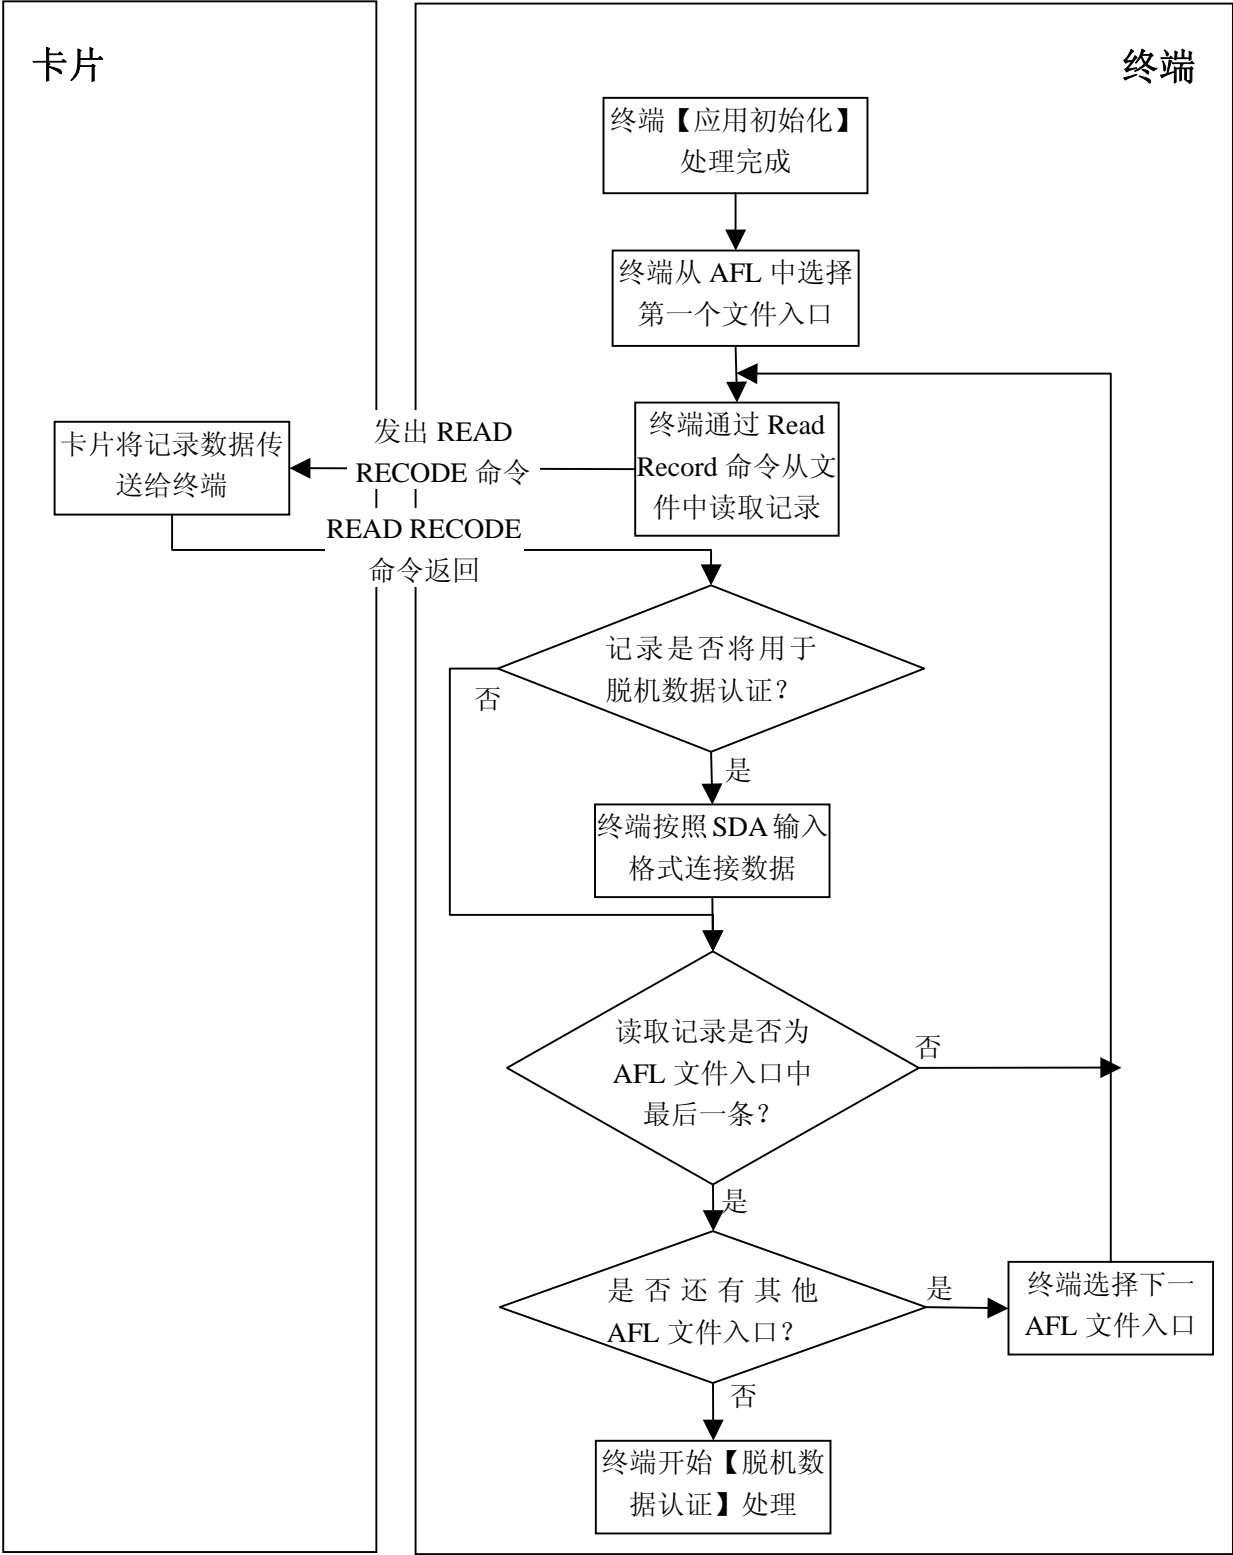 卡片
终端
终端【应用初始化】
处理完成
终端从 AFL 中选择
第一个文件入口
终端通过 Read
Record 命令从文
件中读取记录
发出 READ
RECODE 命令
卡片将记录数据传
送给终端
READ RECODE
命令返回
记录是否将用于
脱机数据认证？
否
是
终端按照 SDA 输入
格式连接数据
读取记录是否为
AFL 文件入口中
最后一条？
否
是
是否还有其他
AFL 文件入口？
是
终端选择下一
AFL 文件入口
否
终端开始【脱机数
据认证】处理